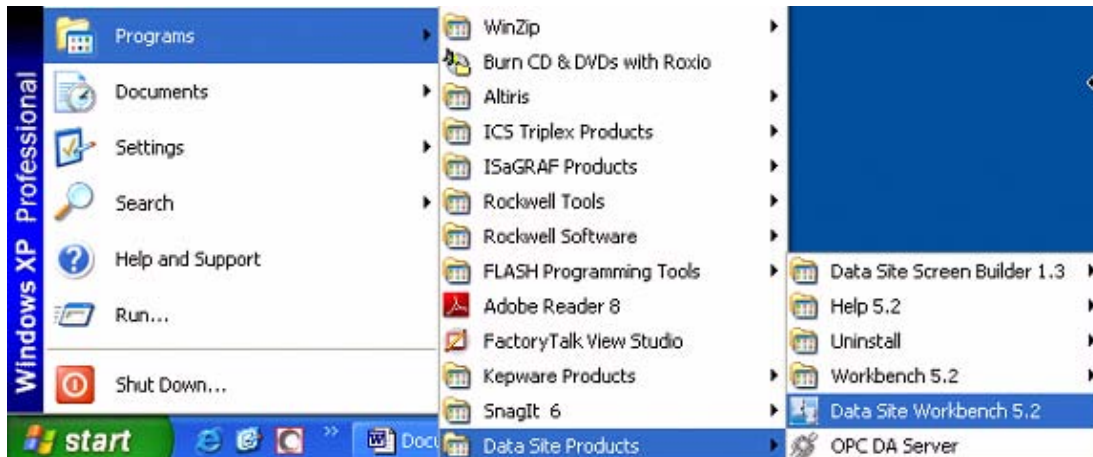 Windows XP Professional
Programs
Documents
Settings
Search
Help and Support
Run...
Shut Down...
start
WinZip
Burn CD & DVDs with Roxio
Altiris
ICS Triplex Products
ISaGRAF Products
Rockwell Tools
Rockwell Software
FLASH Programming Tools
Adobe Reader 8
FactoryTalk View Studio
Kepware Products
SnagIt 6
Data Site Products
Data Site Screen Builder 1.3
Help 5.2
Uninstall
Workbench 5.2
Data Site Workbench 5.2
OPC DA Server